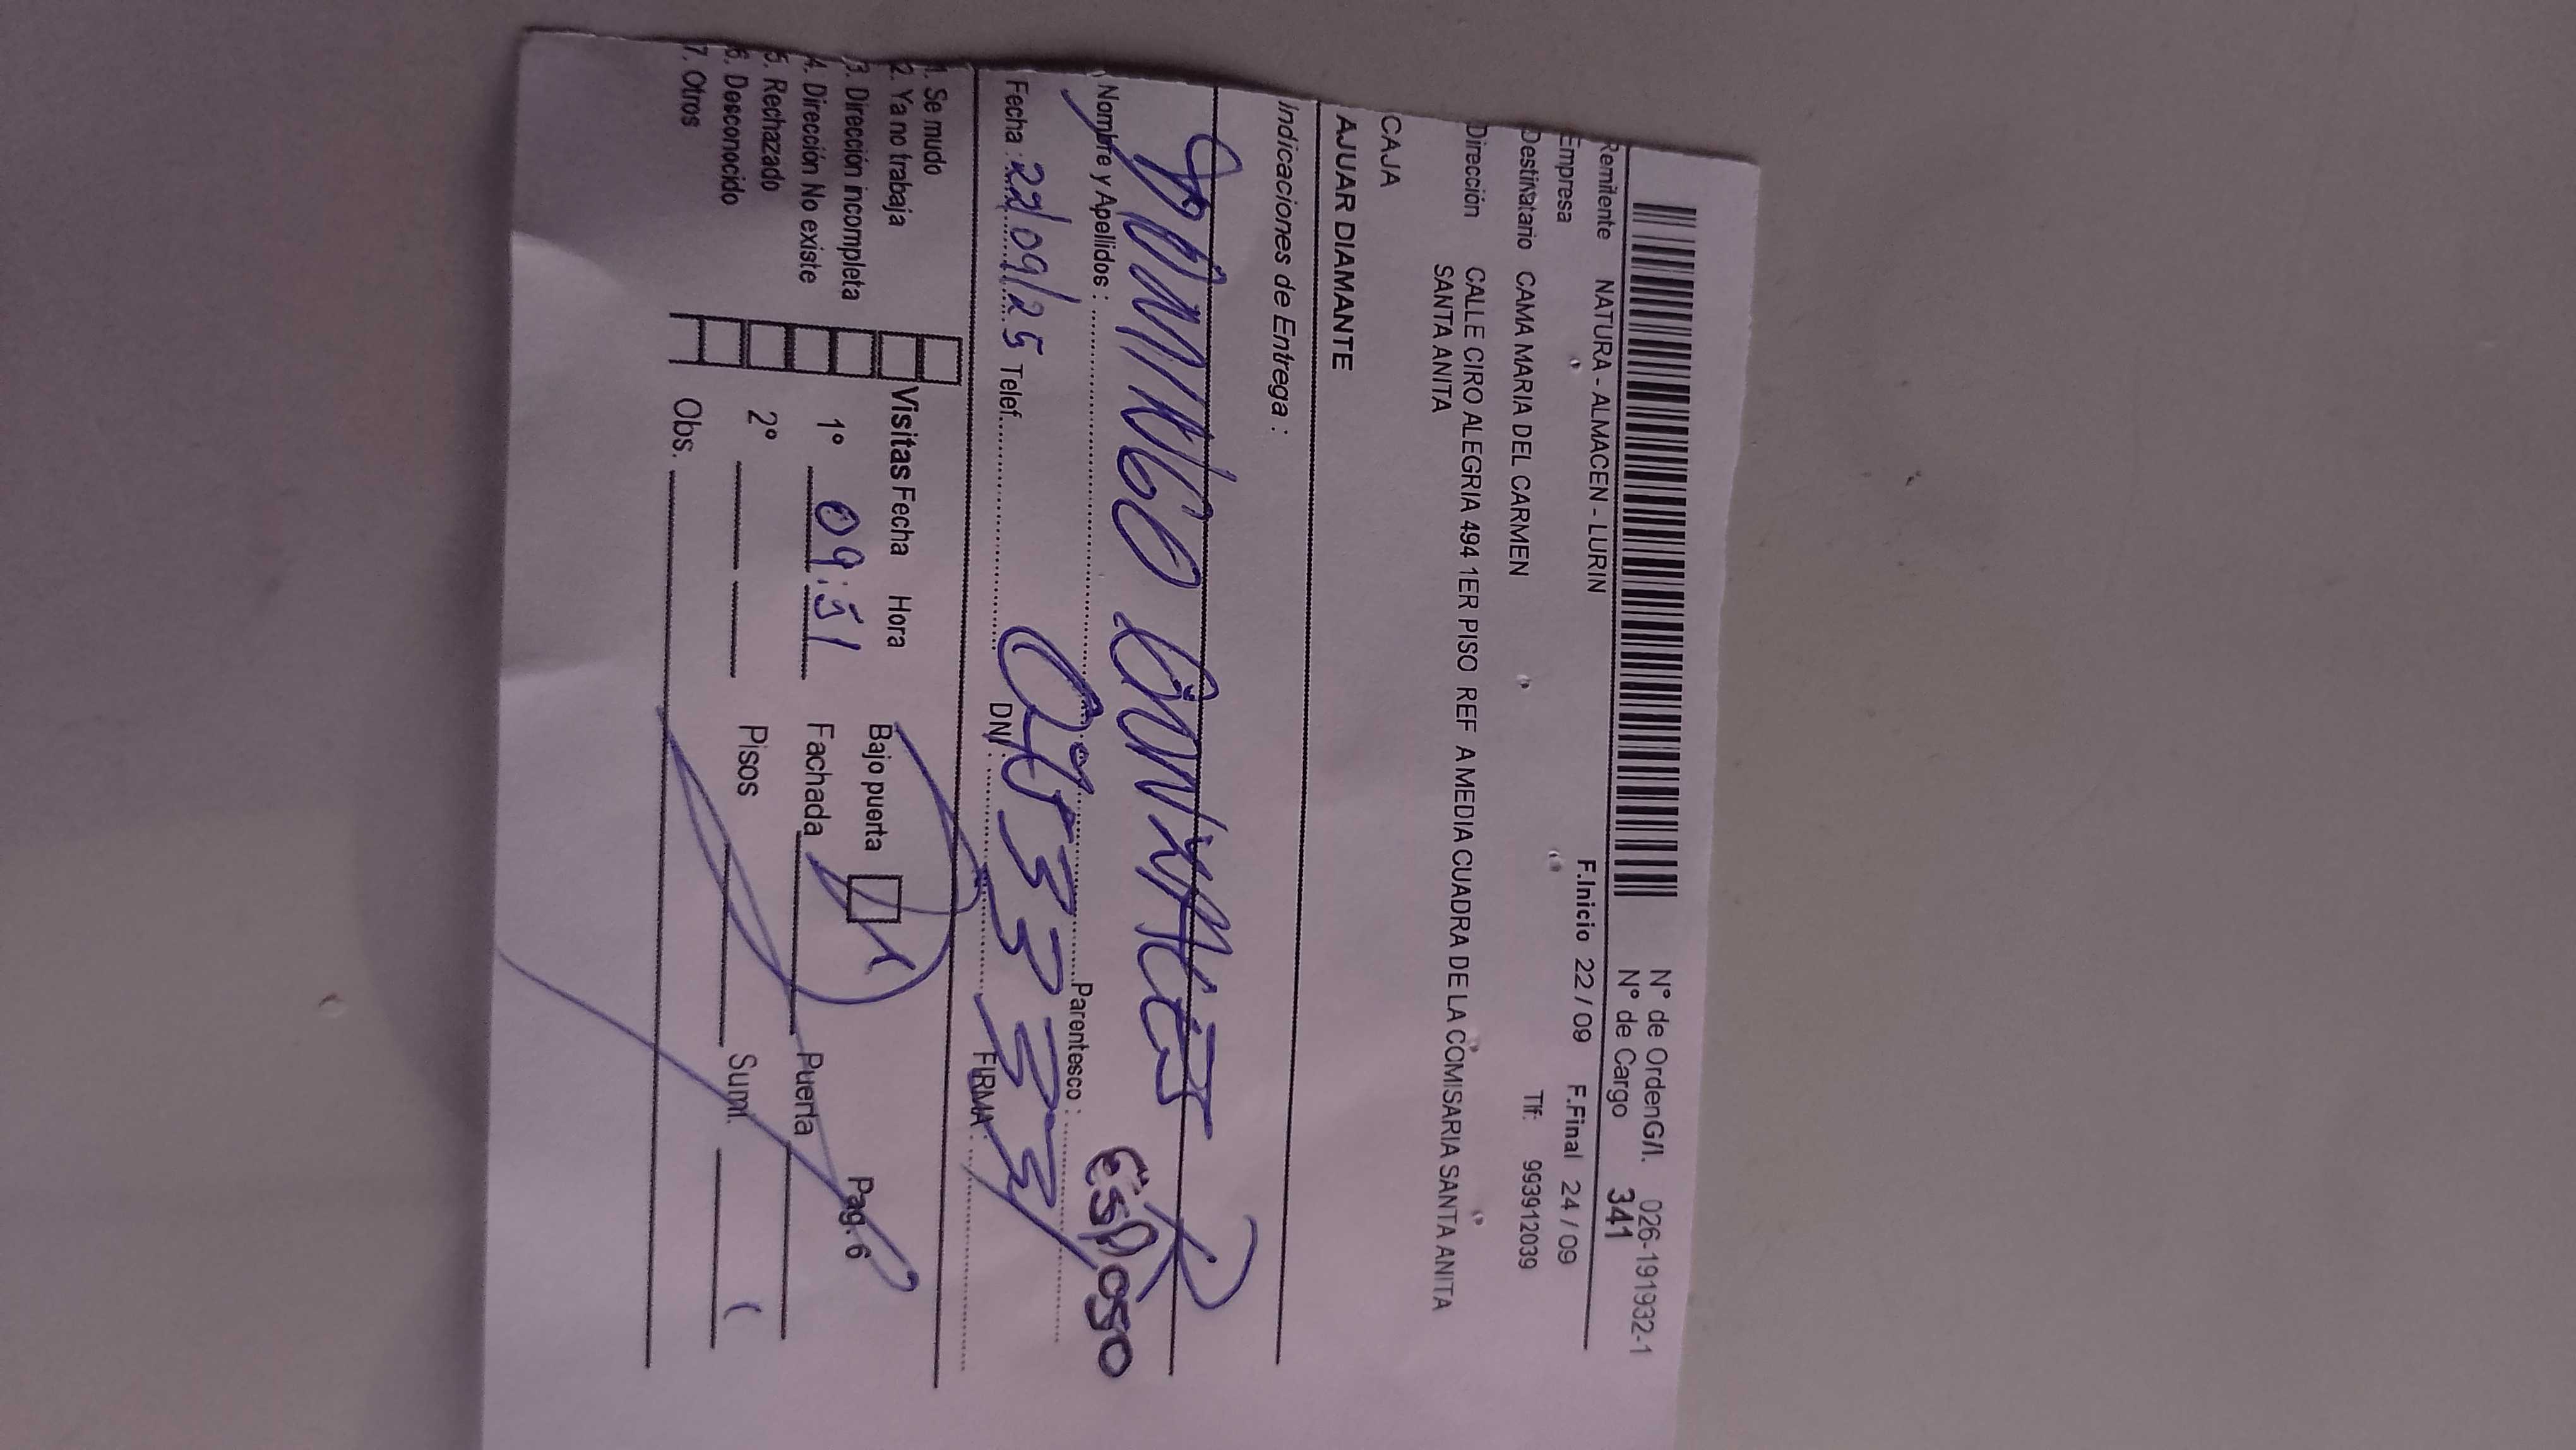 N° de OrdenG/I. 026-191932-1
N° de Cargo 341
Remitente NATURA - ALMACEN - LURIN
Empresa F.Inicio 22 / 09 F.Final 24 / 09
Destinatario CAMA MARIA DEL CARMEN Tlf: 993912039
Dirección CALLE CIRO ALEGRIA 494 1ER PISO REF A MEDIA CUADRA DE LA COMISARIA SANTA ANITA
SANTA ANITA
CAJA
AJUAR DIAMANTE
Indicaciones de Entrega :
DOMINGO
Nombre y Apellidos : Parentesco : Esposo
Fecha : 22/09/25 Telef. DNI : FIRMA :
1. Se mudo
2. Ya no trabaja Visitas Fecha Hora Bajo puerta Pag. 6
3. Dirección incompleta
4. Dirección No existe 1° 09:51 Fachada Puerta
5. Rechazado
6. Desconocido 2° Pisos Sumi.
7. Otros Obs.